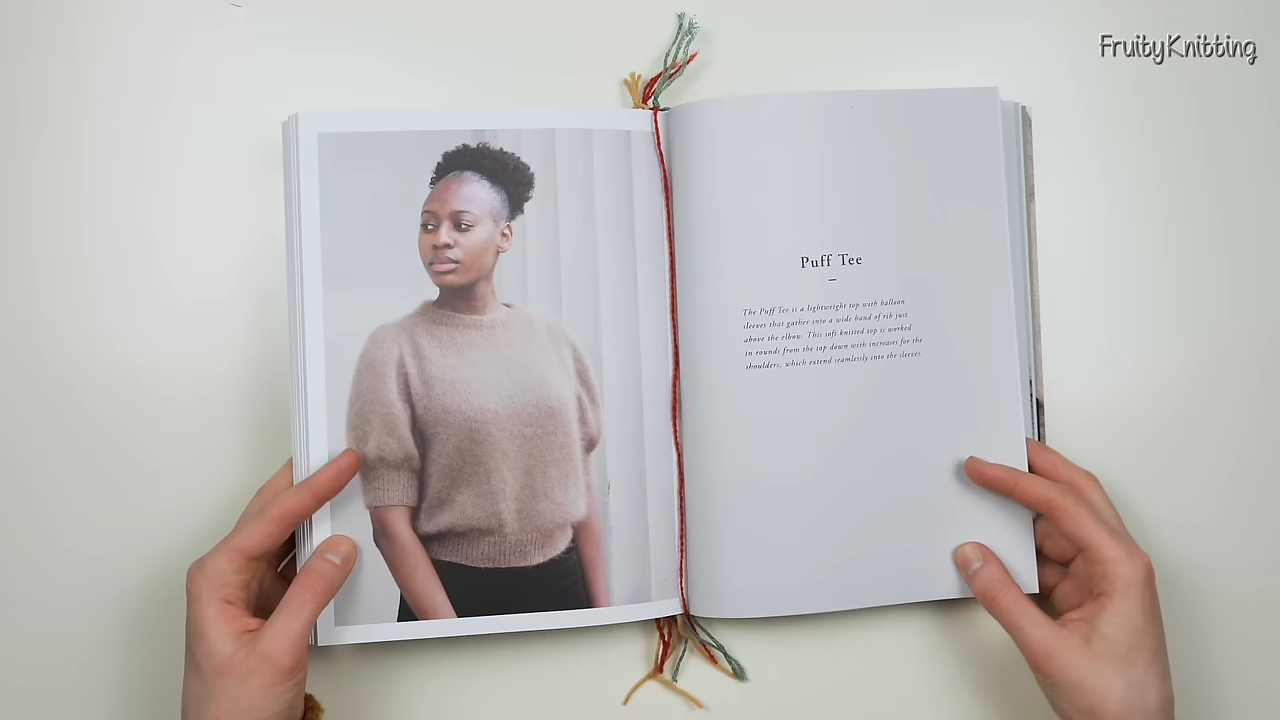 FruityKnitting
Puff Tee
The Puff Tee is a lightweight top with balloon
sleeves that gather into a wide band of rib just
above the elbow. This soft knitted top is worked
in rounds from the top down with increases for the
shoulders, which extend seamlessly into the sleeves.